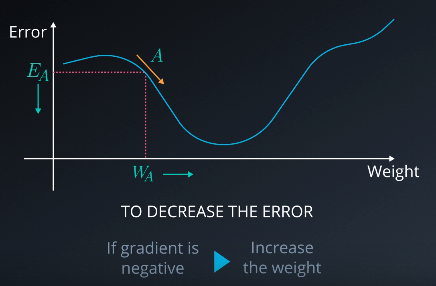 Error
A
E_A
W_A
Weight
TO DECREASE THE ERROR
If gradient is
negative
Increase
the weight